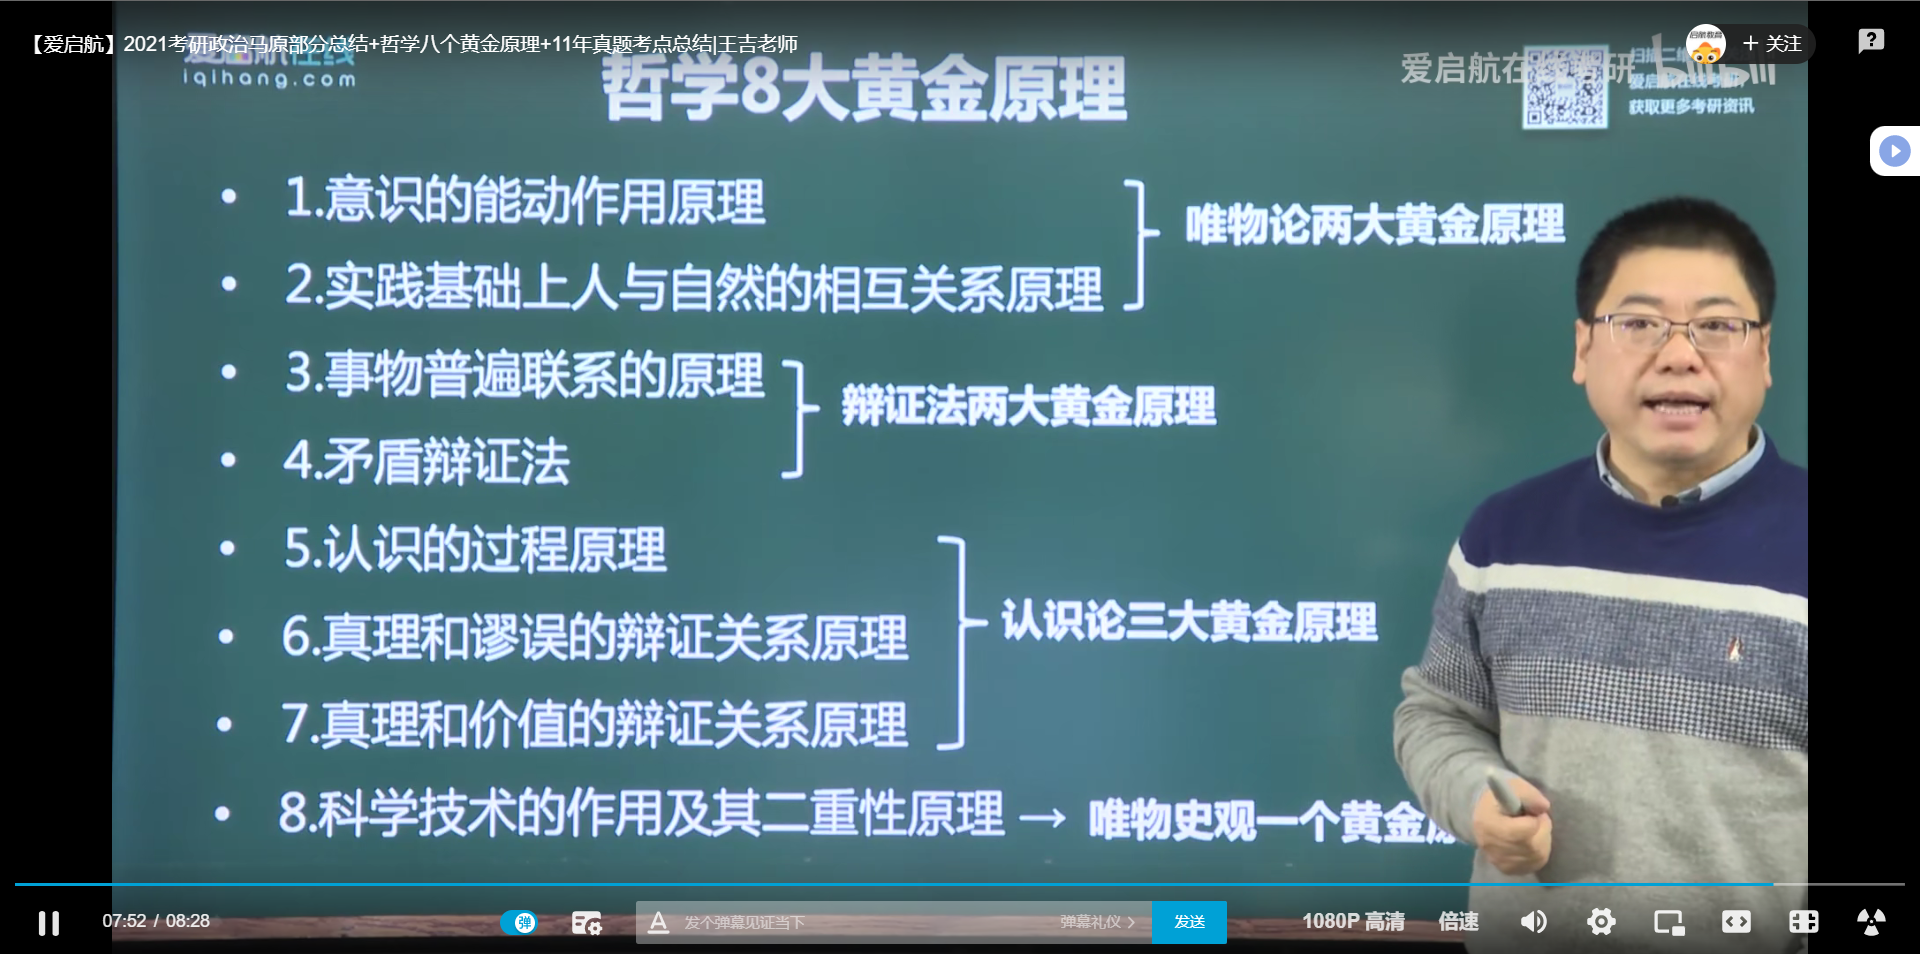 【爱启航】2021考研政治马原部分总结+哲学八个黄金原理+11年真题考点总结|王吉老师
iqihang.com
启航教育
+ 关注
爱启航在线考研
bilibili
获取更多考研资讯
哲学8大黄金原理
• 1.意识的能动作用原理
• 2.实践基础上人与自然的相互关系原理
唯物论两大黄金原理
• 3.事物普遍联系的原理
• 4.矛盾辩证法
辩证法两大黄金原理
• 5.认识的过程原理
• 6.真理和谬误的辩证关系原理
• 7.真理和价值的辩证关系原理
认识论三大黄金原理
• 8.科学技术的作用及其二重性原理 → 唯物史观一个黄金原
07:52 / 08:28
弹
A 发个弹幕见证当下
弹幕礼仪 >
发送
1080P 高清
倍速